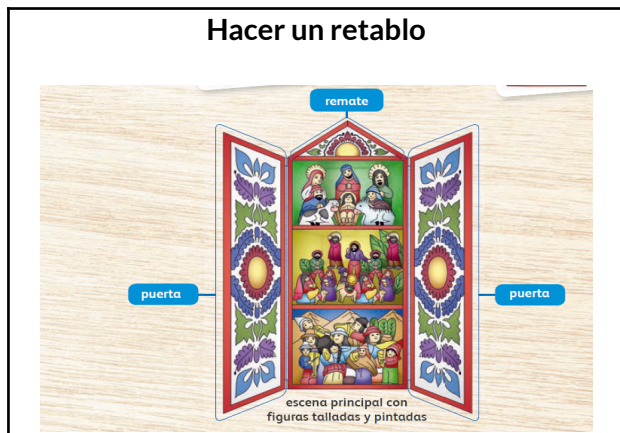 Hacer un retablo
remate
puerta
puerta
escena principal con
figuras talladas y pintadas